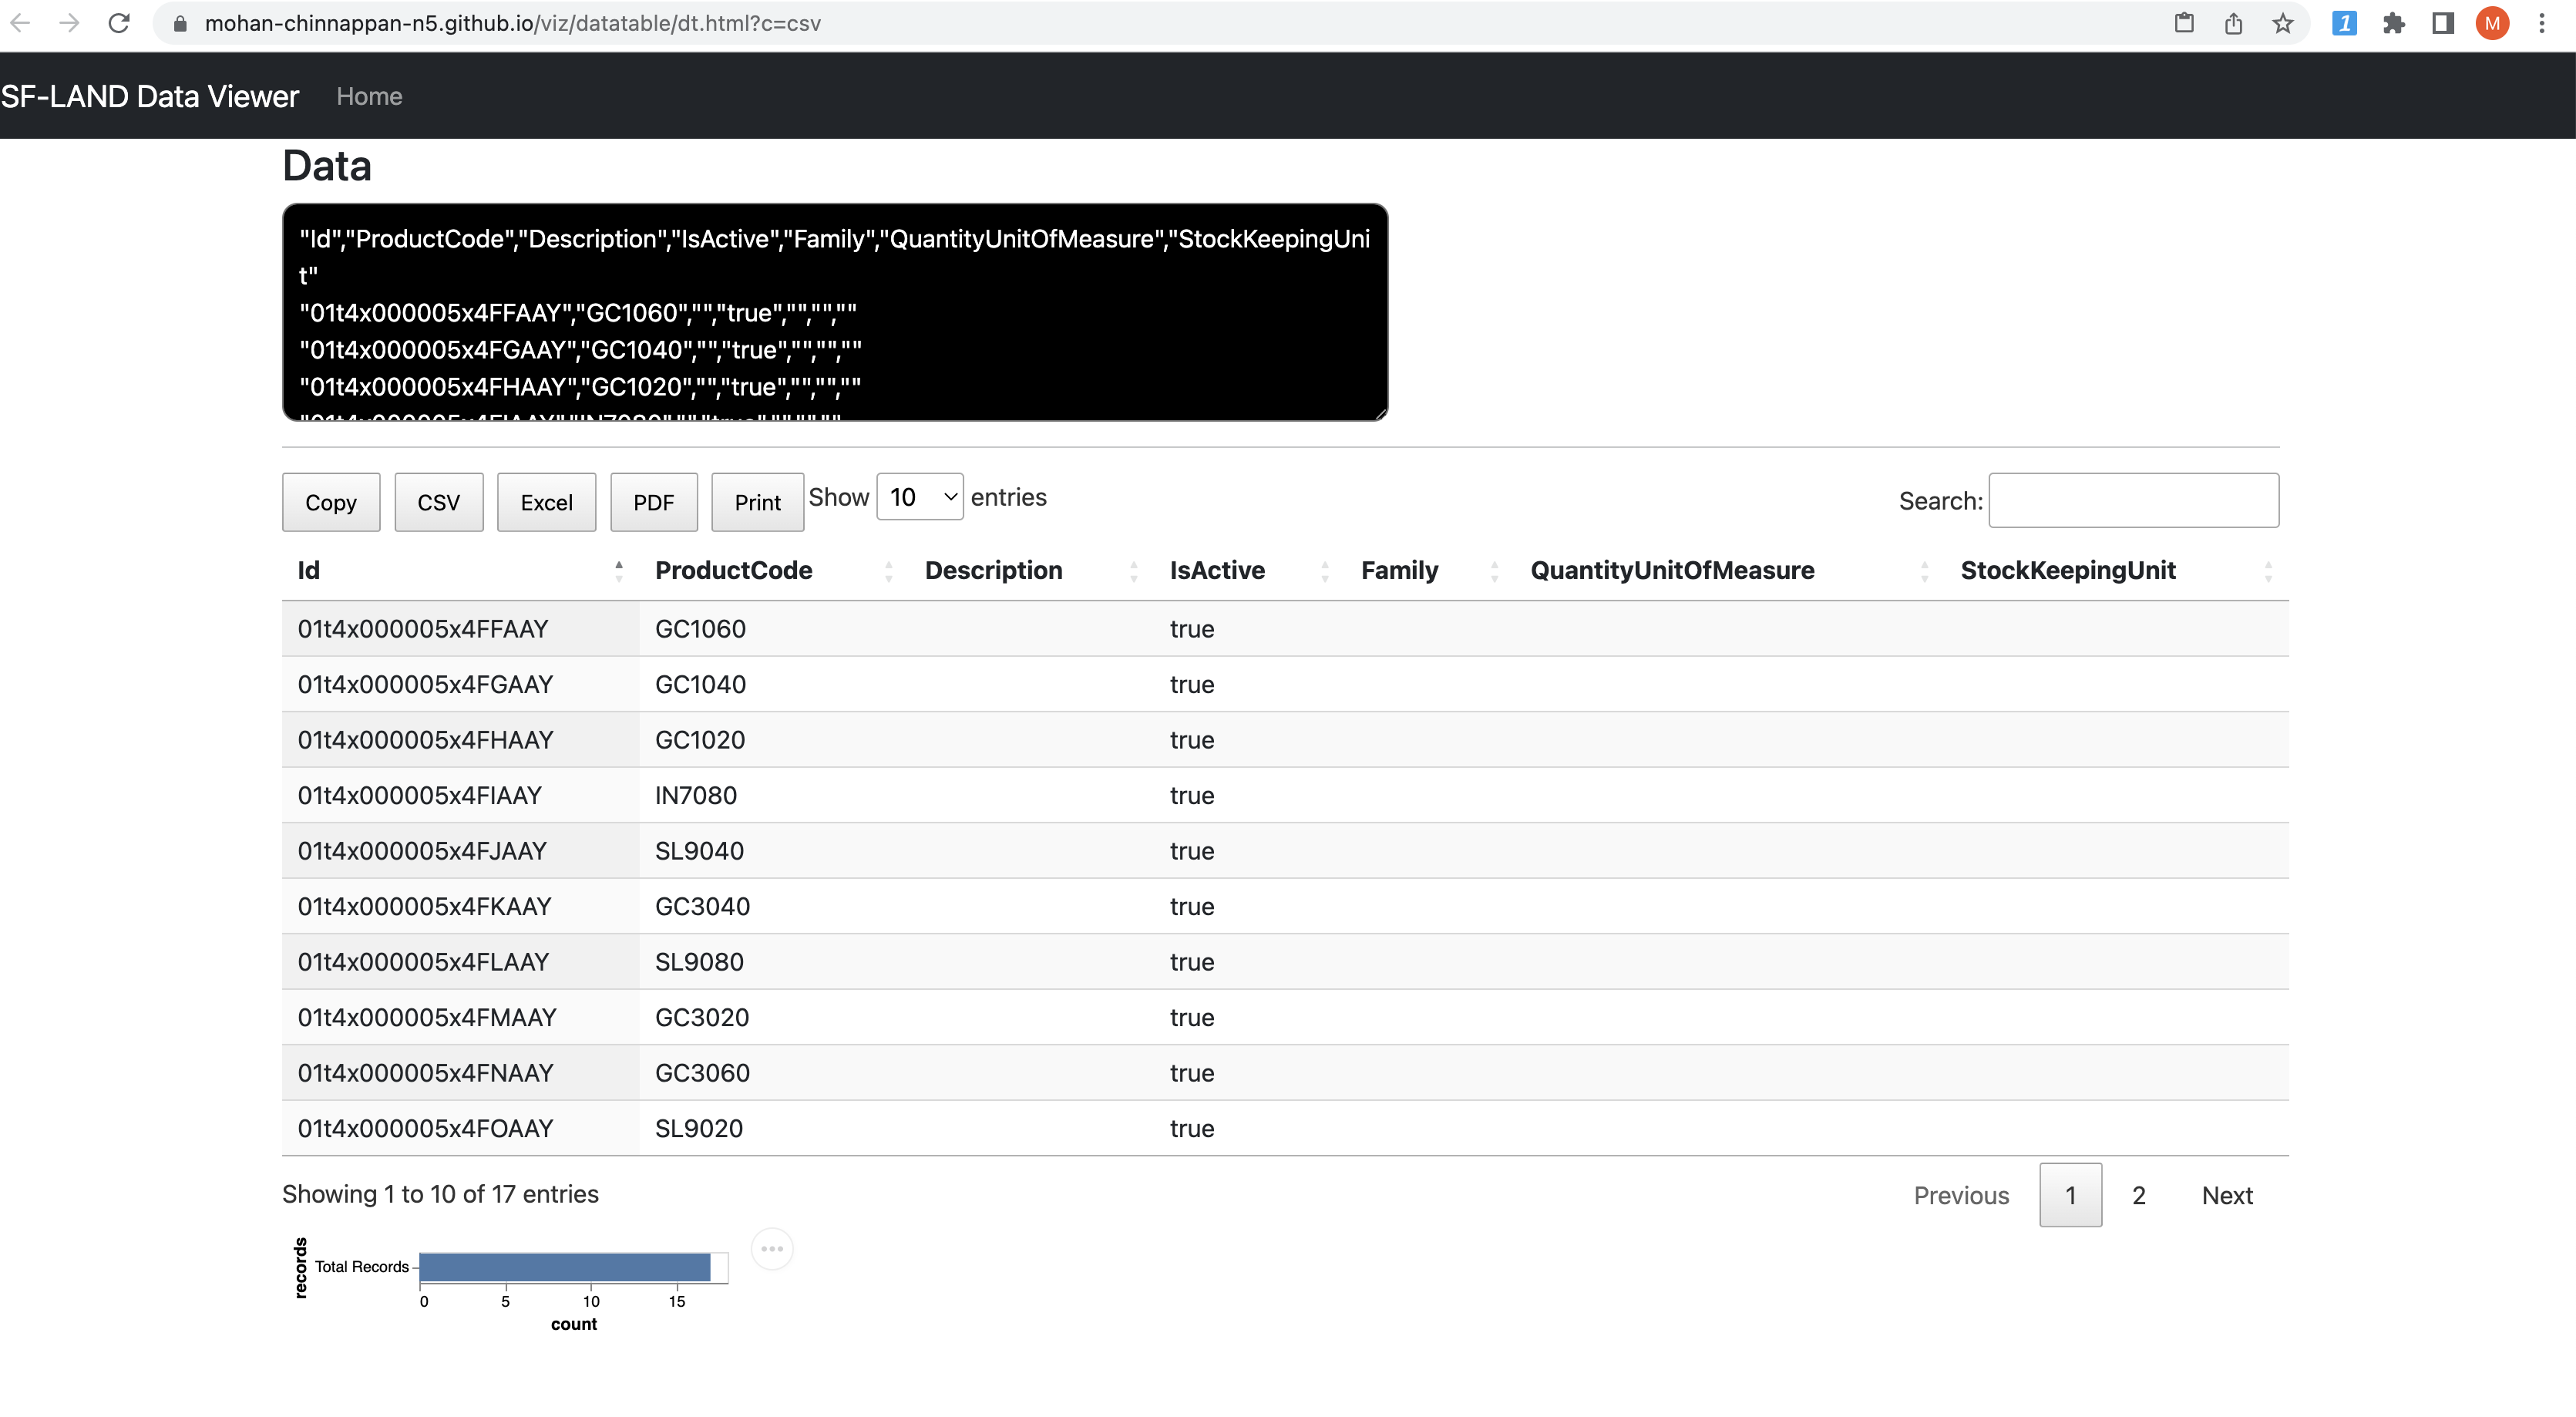 mohan-chinnappan-n5.github.io/viz/datatable/dt.html?c=csv
1
M
SF-LAND Data Viewer Home
Data
"Id","ProductCode","Description","IsActive","Family","QuantityUnitOfMeasure","StockKeepingUni
t"
"01t4x000005x4FFAAY","GC1060","","true","","",""
"01t4x000005x4FGAAY","GC1040","","true","","",""
"01t4x000005x4FHAAY","GC1020","","true","","",""
"01t4x000005x4FIAAY","IN7080","","true","","",""
Copy CSV Excel PDF Print Show 10 entries Search:
Id ProductCode Description IsActive Family QuantityUnitOfMeasure StockKeepingUnit
01t4x000005x4FFAAY GC1060 true
01t4x000005x4FGAAY GC1040 true
01t4x000005x4FHAAY GC1020 true
01t4x000005x4FIAAY IN7080 true
01t4x000005x4FJAAY SL9040 true
01t4x000005x4FKAAY GC3040 true
01t4x000005x4FLAAY SL9080 true
01t4x000005x4FMAAY GC3020 true
01t4x000005x4FNAAY GC3060 true
01t4x000005x4FOAAY SL9020 true
Showing 1 to 10 of 17 entries Previous 1 2 Next
records
Total Records
0 5 10 15
count